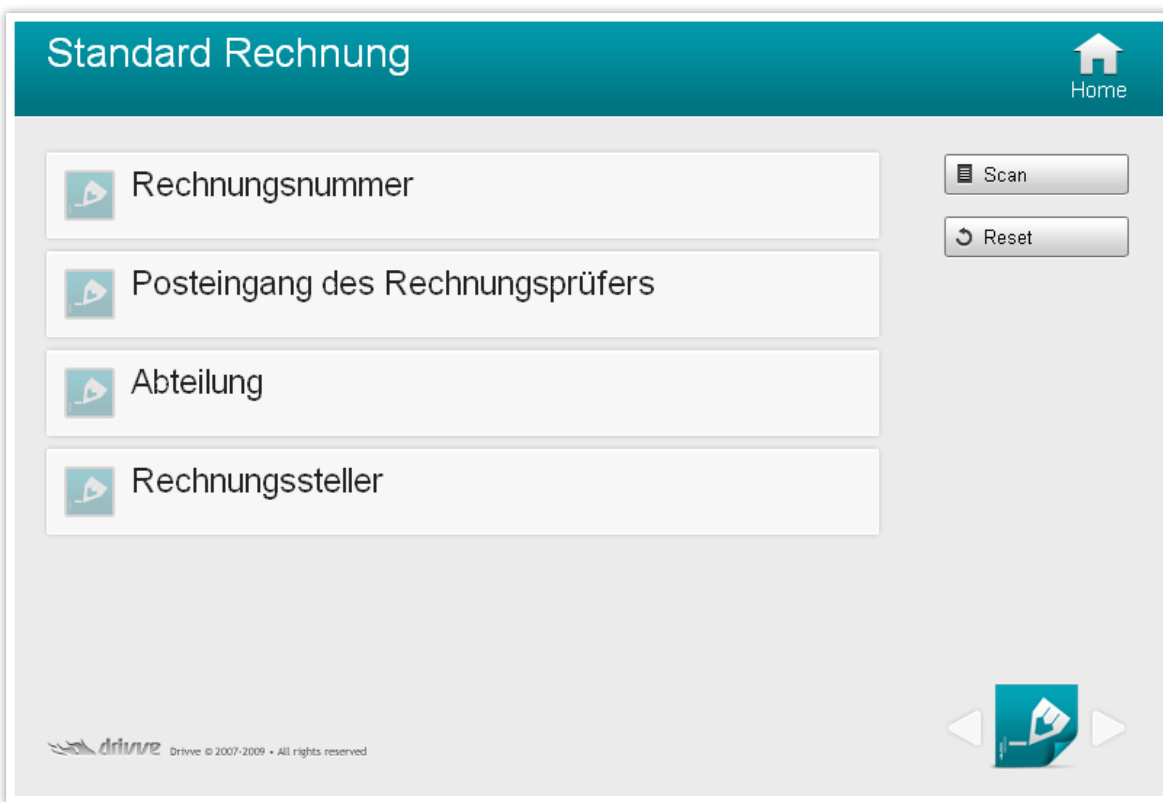 Standard Rechnung
Home
Rechnungsnummer
Scan
Reset
Posteingang des Rechnungsprüfers
Abteilung
Rechnungssteller
drivve Drivve © 2007-2009 • All rights reserved